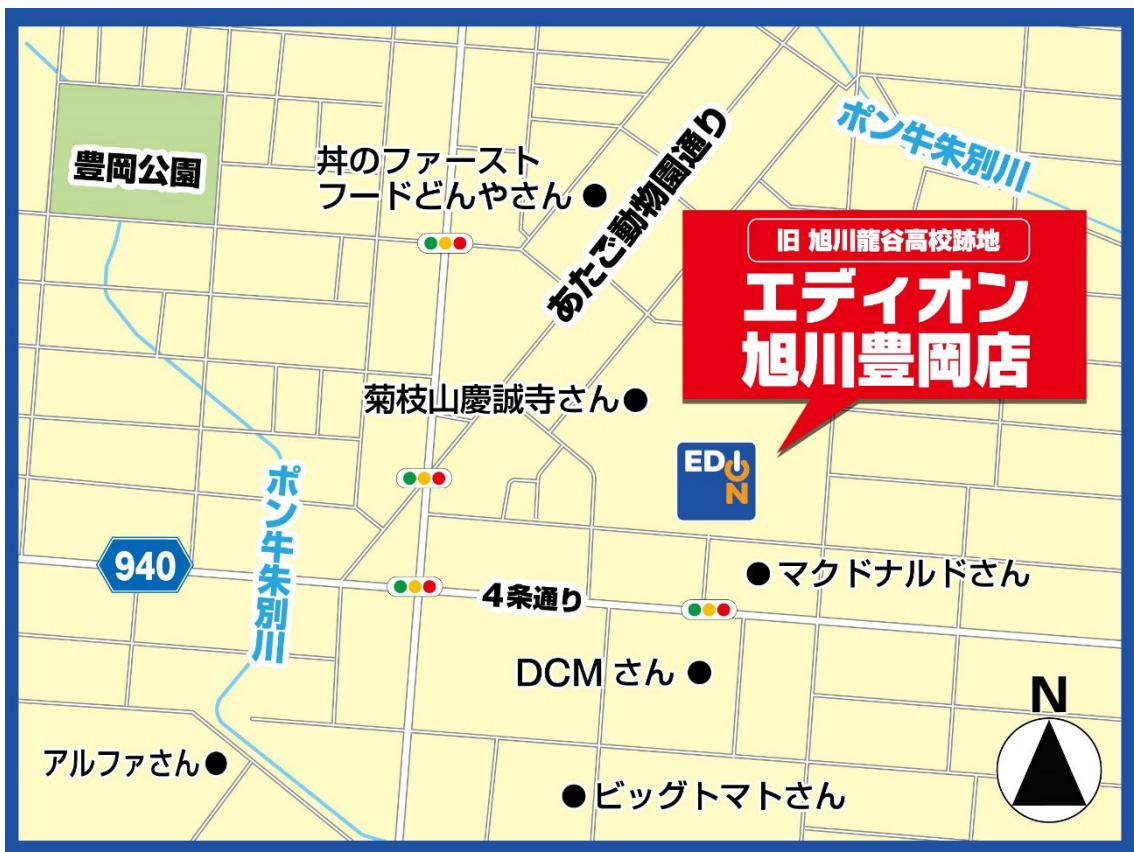 豊岡公園
丼のファースト
フードどんやさん
あたご動物園通り
ポン牛朱別川
旧 旭川龍谷高校跡地
エディオン
旭川豊岡店
菊枝山慶誠寺さん
EDION
ポン牛朱別川
940
4条通り
マクドナルドさん
DCMさん
N
アルファさん
ビッグトマトさん